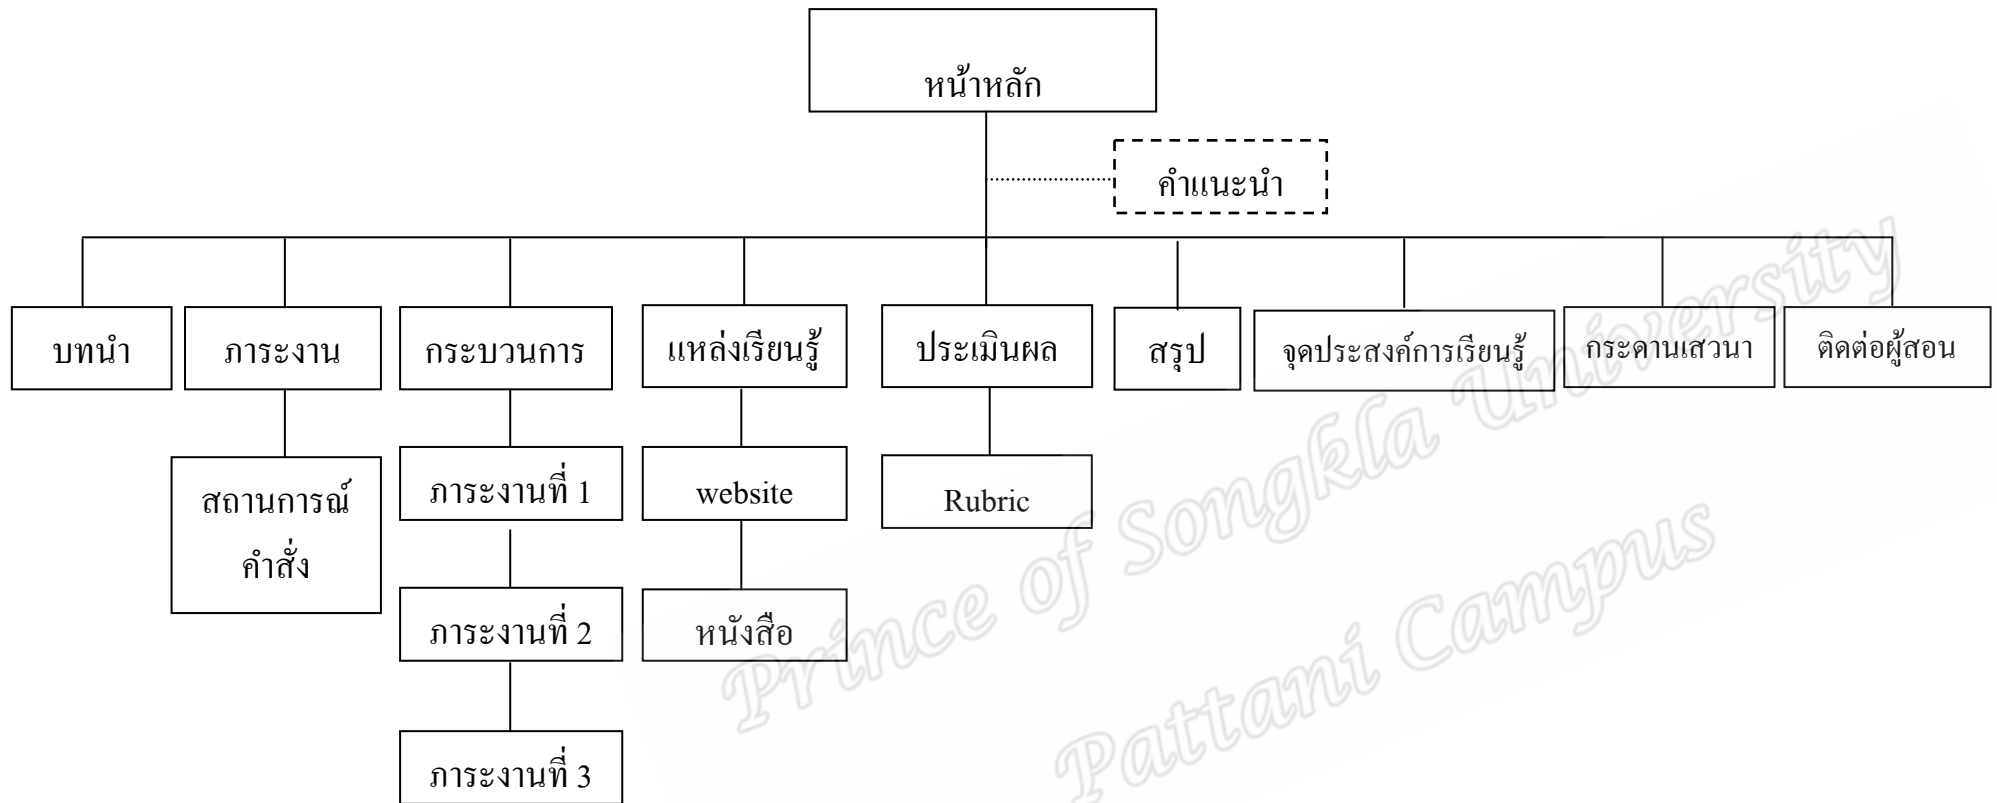 หน้าหลัก
คำแนะนำ
บทนำ
ภาระงาน
กระบวนการ
แหล่งเรียนรู้
ประเมินผล
สรุป
จุดประสงค์การเรียนรู้
กระดานเสวนา
ติดต่อผู้สอน
สถานการณ์
คำสั่ง
ภาระงานที่ 1
website
Rubric
ภาระงานที่ 2
หนังสือ
ภาระงานที่ 3
Prince of Songkla University
Pattani Campus